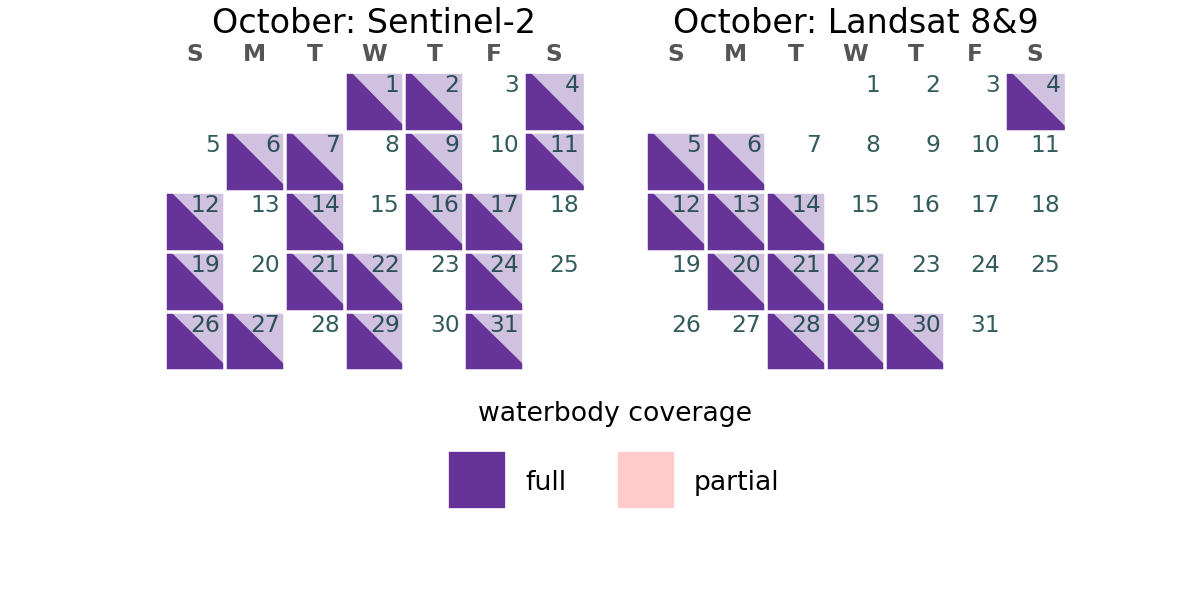 October: Sentinel-2
S M T W T F S
1 2 3 4
5 6 7 8 9 10 11
12 13 14 15 16 17 18
19 20 21 22 23 24 25
26 27 28 29 30 31
October: Landsat 8&9
S M T W T F S
1 2 3 4
5 6 7 8 9 10 11
12 13 14 15 16 17 18
19 20 21 22 23 24 25
26 27 28 29 30 31
waterbody coverage
full partial